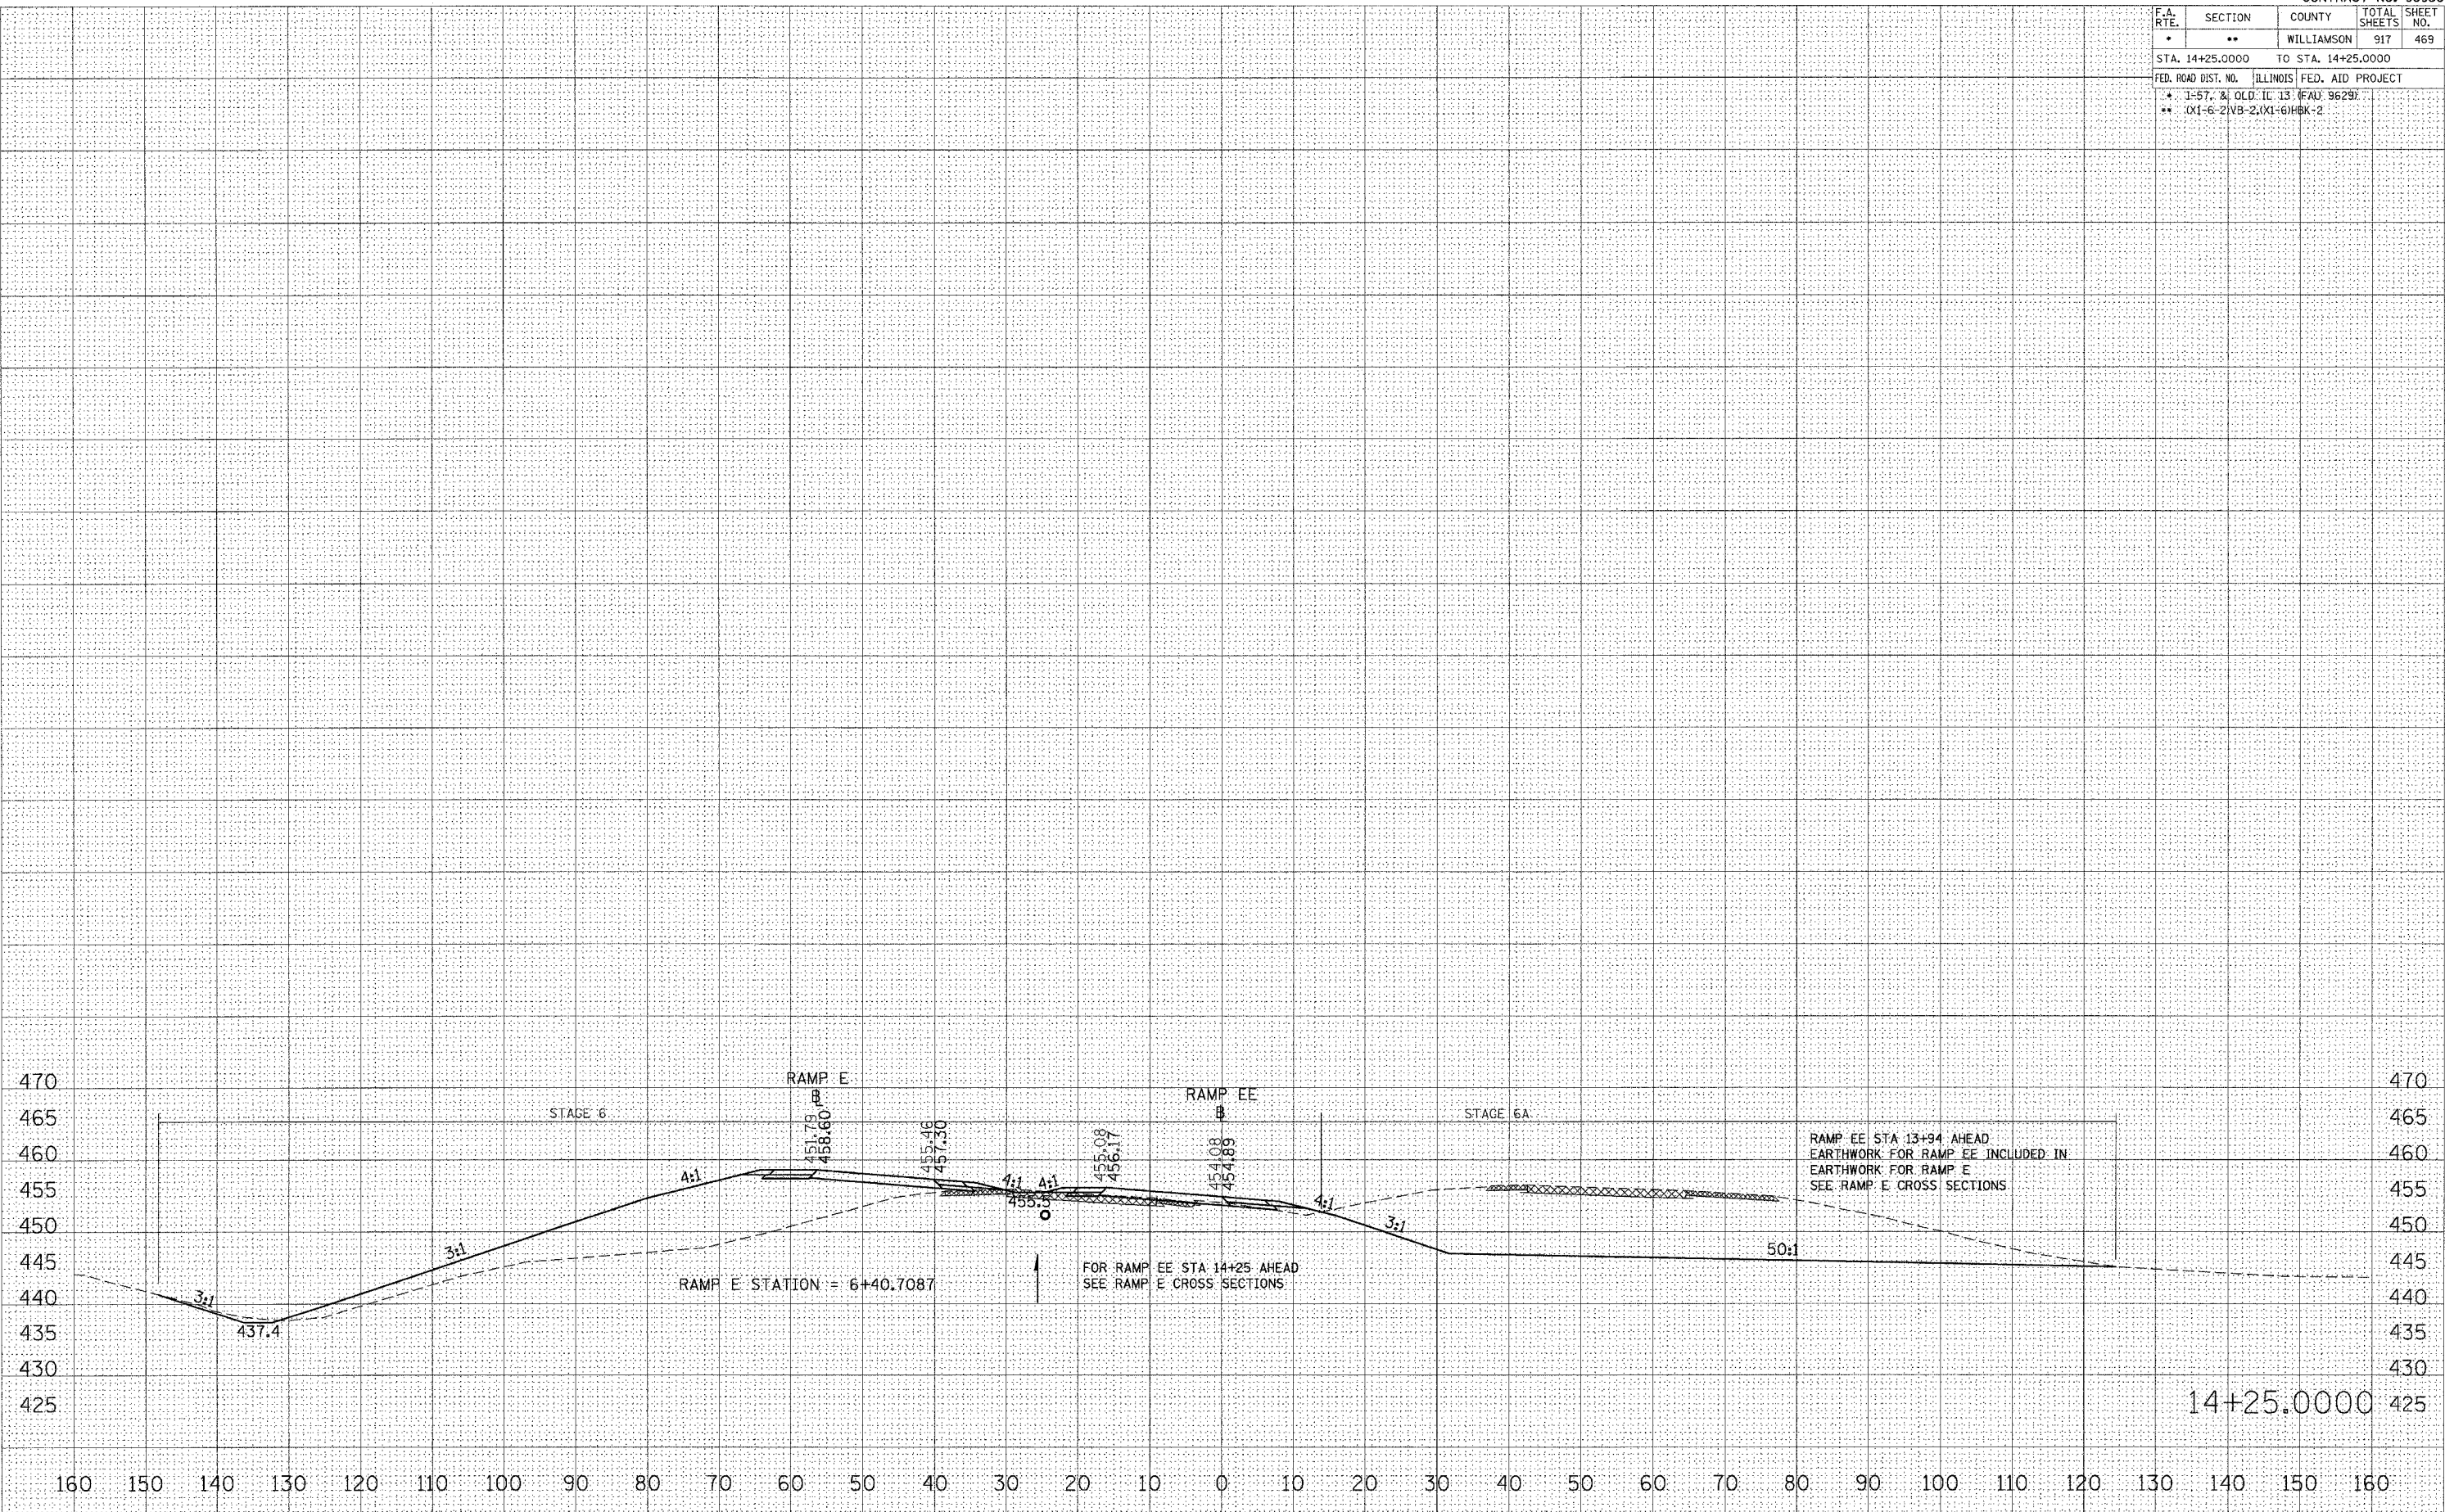 F.A. RTE. SECTION COUNTY TOTAL SHEETS SHEET NO.
* ** WILLIAMSON 917 469
STA. 14+25.0000 TO STA. 14+25.0000
FED. ROAD DIST. NO. ILLINOIS FED. AID PROJECT
* I-57, & OLD IL 13 (FAU 9629)
** (X1-6-2)VB-2,(X1-6)HBK-2
470 RAMP E 470
RAMP EE
465 STAGE 6 STAGE 6A 465
451.79
458.60
455.46
457.30
455.08
456.17
454.08
454.89
RAMP EE STA 13+94 AHEAD
EARTHWORK FOR RAMP EE INCLUDED IN
EARTHWORK FOR RAMP E
SEE RAMP E CROSS SECTIONS
460 460
4:1 4:1 4:1 4:1
455 455.5 455
450 3:1 450
3:1 50:1
445 445
FOR RAMP EE STA 14+25 AHEAD
SEE RAMP E CROSS SECTIONS
RAMP E STATION = 6+40.7087
440 3:1 440
435 437.4 435
430 430
425 14+25.0000 425
160 150 140 130 120 110 100 90 80 70 60 50 40 30 20 10 0 10 20 30 40 50 60 70 80 90 100 110 120 130 140 150 160